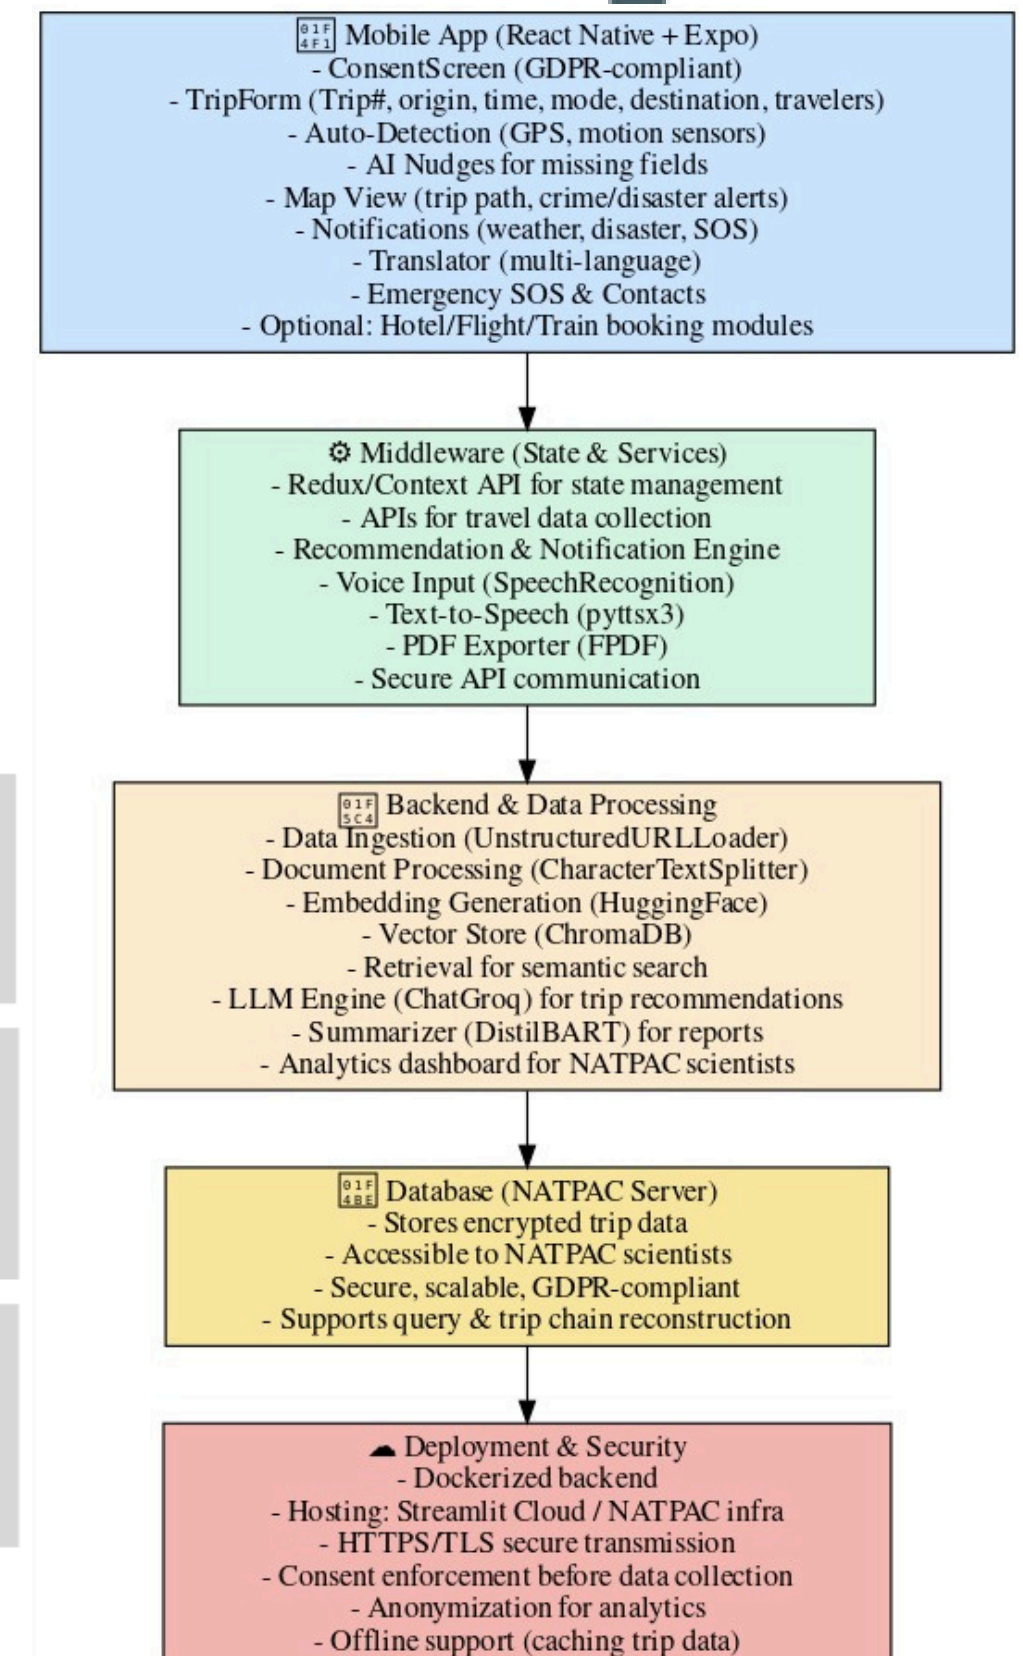 Mobile App (React Native + Expo)
- ConsentScreen (GDPR-compliant)
- TripForm (Trip#, origin, time, mode, destination, travelers)
- Auto-Detection (GPS, motion sensors)
- AI Nudges for missing fields
- Map View (trip path, crime/disaster alerts)
- Notifications (weather, disaster, SOS)
- Translator (multi-language)
- Emergency SOS & Contacts
- Optional: Hotel/Flight/Train booking modules
⚙ Middleware (State & Services)
- Redux/Context API for state management
- APIs for travel data collection
- Recommendation & Notification Engine
- Voice Input (SpeechRecognition)
- Text-to-Speech (pyttsx3)
- PDF Exporter (FPDF)
- Secure API communication
Backend & Data Processing
- Data Ingestion (UnstructuredURLLoader)
- Document Processing (CharacterTextSplitter)
- Embedding Generation (HuggingFace)
- Vector Store (ChromaDB)
- Retrieval for semantic search
- LLM Engine (ChatGroq) for trip recommendations
- Summarizer (DistilBART) for reports
- Analytics dashboard for NATPAC scientists
Database (NATPAC Server)
- Stores encrypted trip data
- Accessible to NATPAC scientists
- Secure, scalable, GDPR-compliant
- Supports query & trip chain reconstruction
☁ Deployment & Security
- Dockerized backend
- Hosting: Streamlit Cloud / NATPAC infra
- HTTPS/TLS secure transmission
- Consent enforcement before data collection
- Anonymization for analytics
- Offline support (caching trip data)